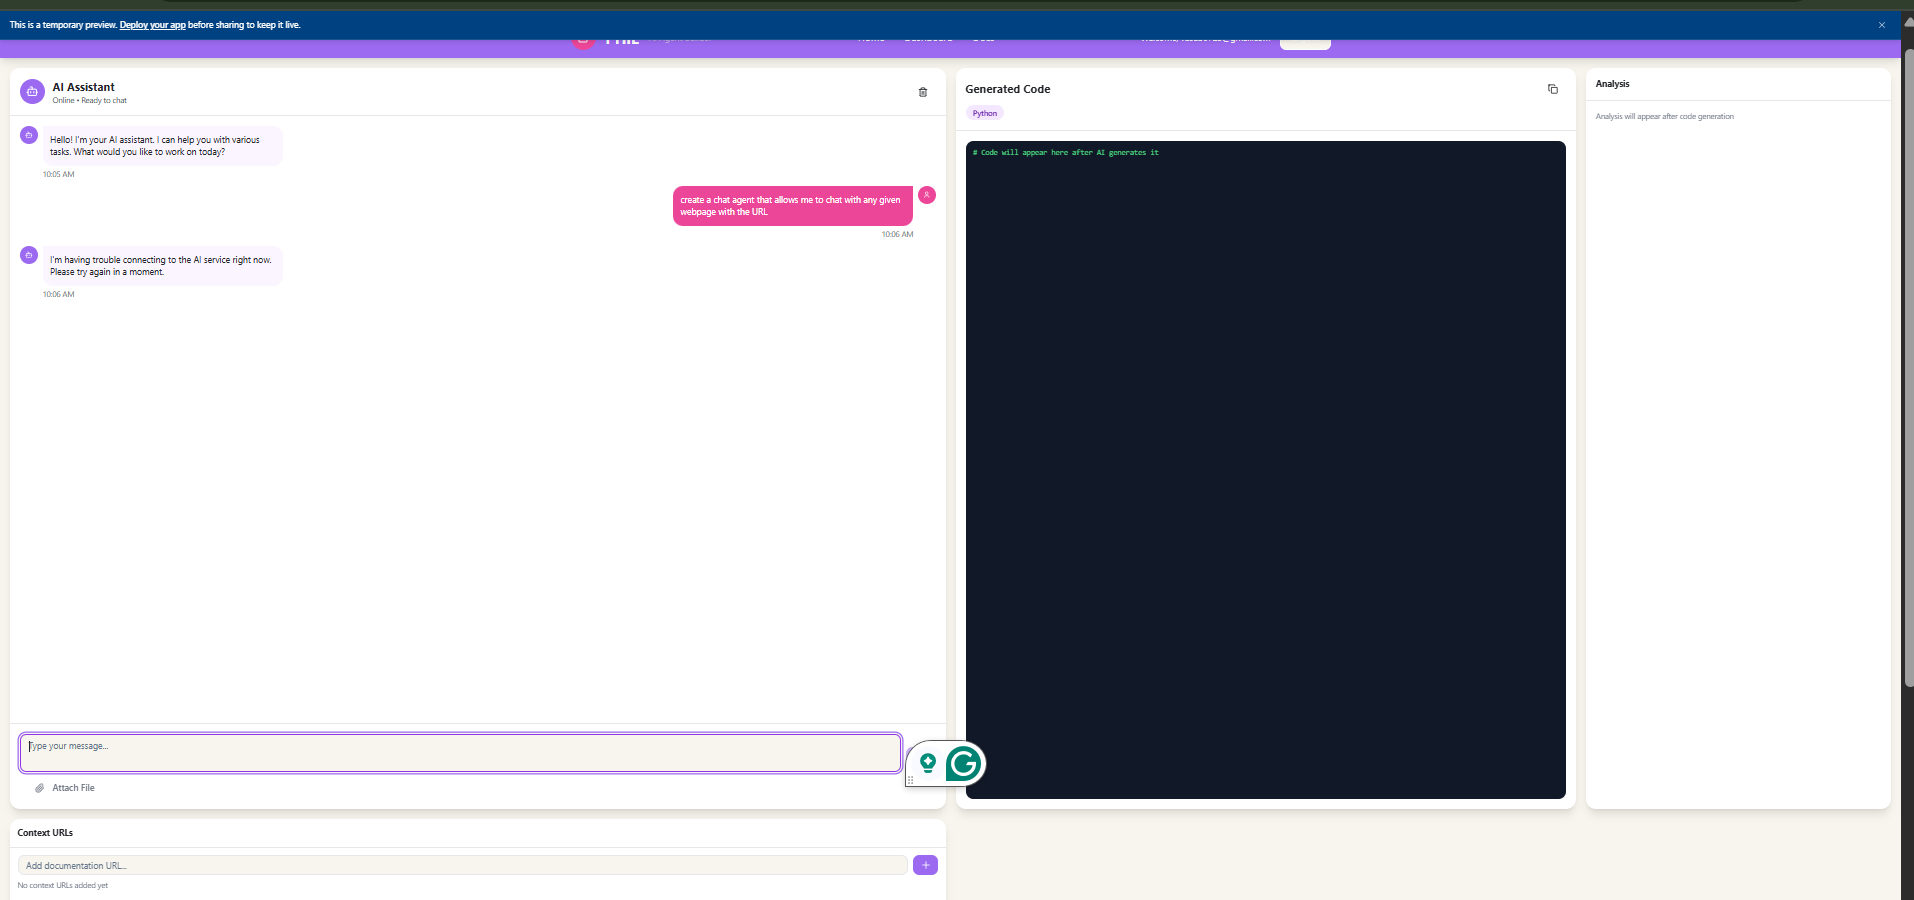 This is a temporary preview. Deploy your app before sharing to keep it live.
AI Assistant
Online • Ready to chat
Hello! I'm your AI assistant. I can help you with various
tasks. What would you like to work on today?
10:05 AM
create a chat agent that allows me to chat with any given
webpage with the URL
10:06 AM
I'm having trouble connecting to the AI service right now.
Please try again in a moment.
10:06 AM
Type your message...
Attach File
Context URLs
Add documentation URL...
No context URLs added yet
Generated Code
Python
# Code will appear here after AI generates it
Analysis
Analysis will appear after code generation